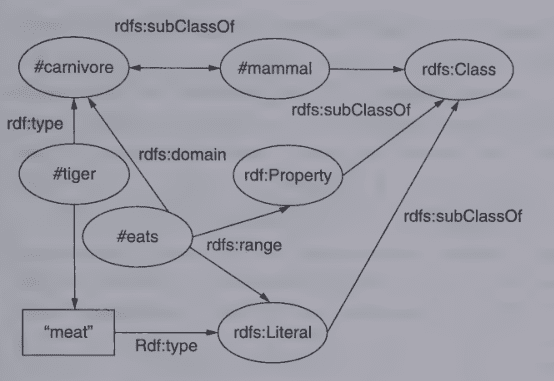 rdfs:subClassOf
#carnivore
#mammal
rdfs:Class
rdfs:subClassOf
rdf:type
rdfs:domain
#tiger
rdf:Property
rdfs:subClassOf
#eats
rdfs:range
"meat"
Rdf:type
rdfs:Literal